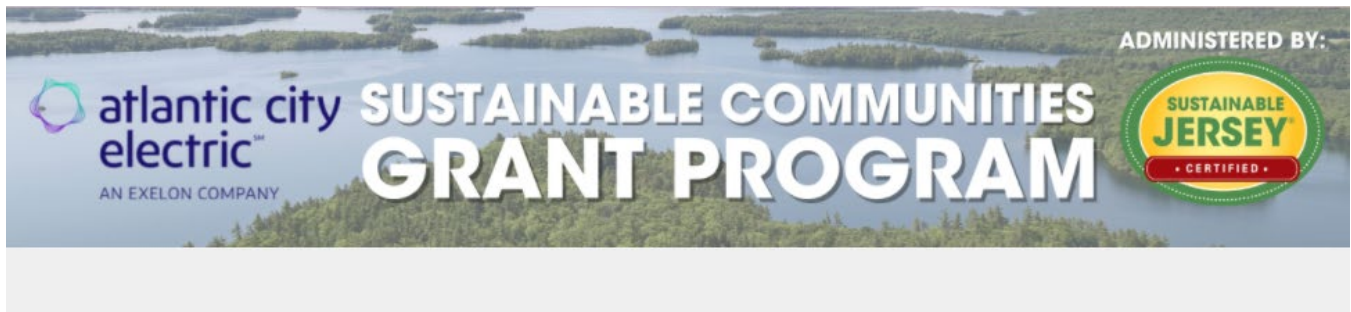 ADMINISTERED BY:
atlantic city
electric℠
AN EXELON COMPANY
SUSTAINABLE COMMUNITIES
GRANT PROGRAM
SUSTAINABLE
JERSEY®
• CERTIFIED •